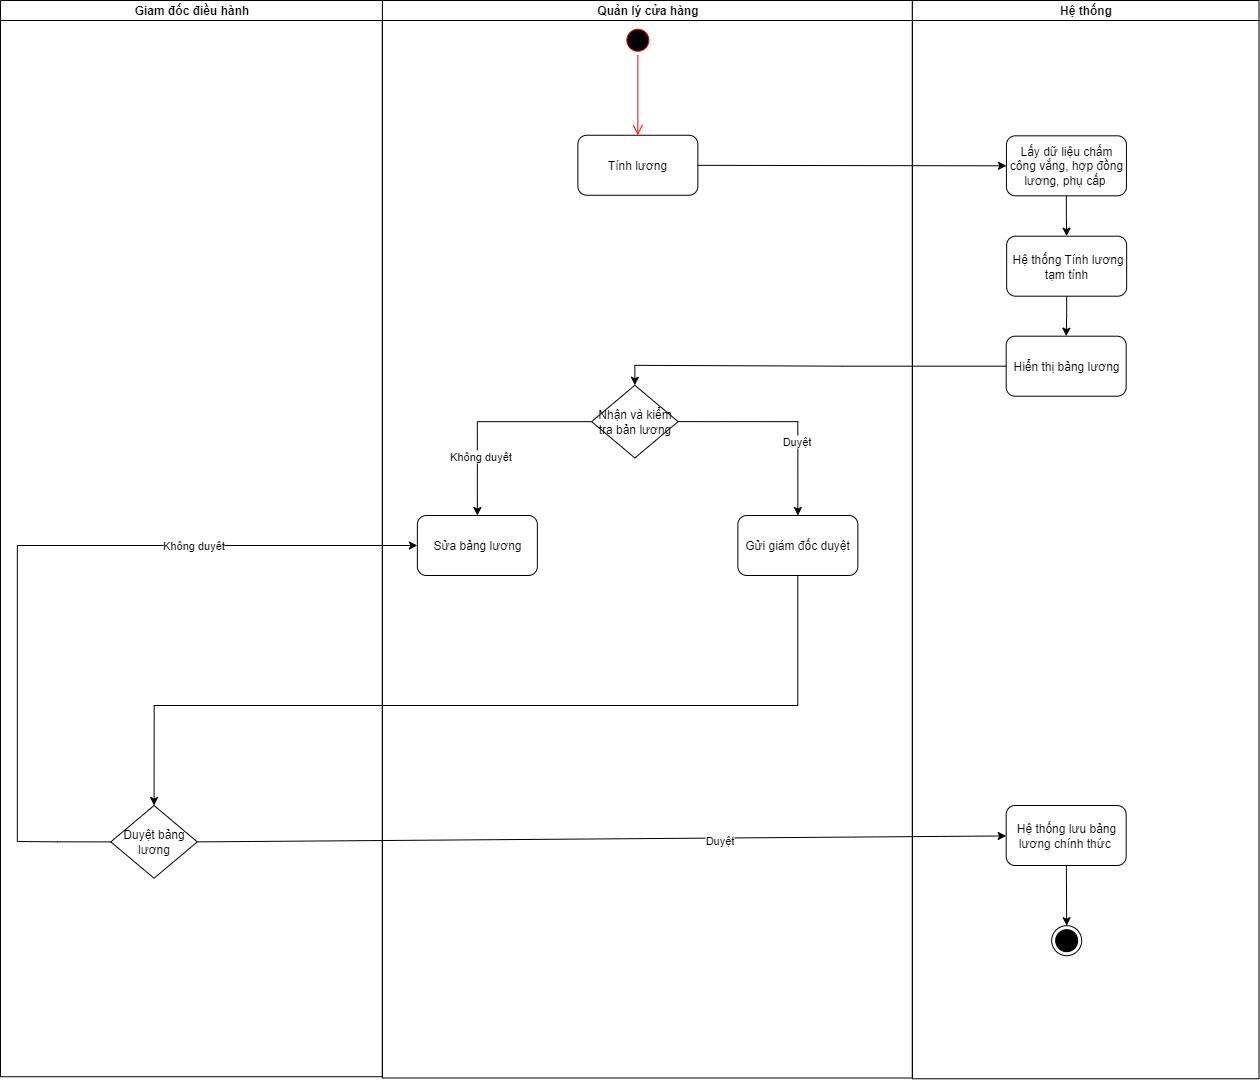 Giam đốc điều hành
Quản lý cửa hàng
Hệ thống
Tính lương
Lấy dữ liệu chấm
công vắng, hợp đồng
lương, phụ cấp
Hệ thống Tính lương
tạm tính
Hiển thị bảng lương
Nhận và kiểm
tra bản lương
Không duyệt
Duyệt
Sửa bảng lương
Gửi giám đốc duyệt
Không duyệt
Duyệt bảng
lương
Duyệt
Hệ thống lưu bảng
lương chính thức